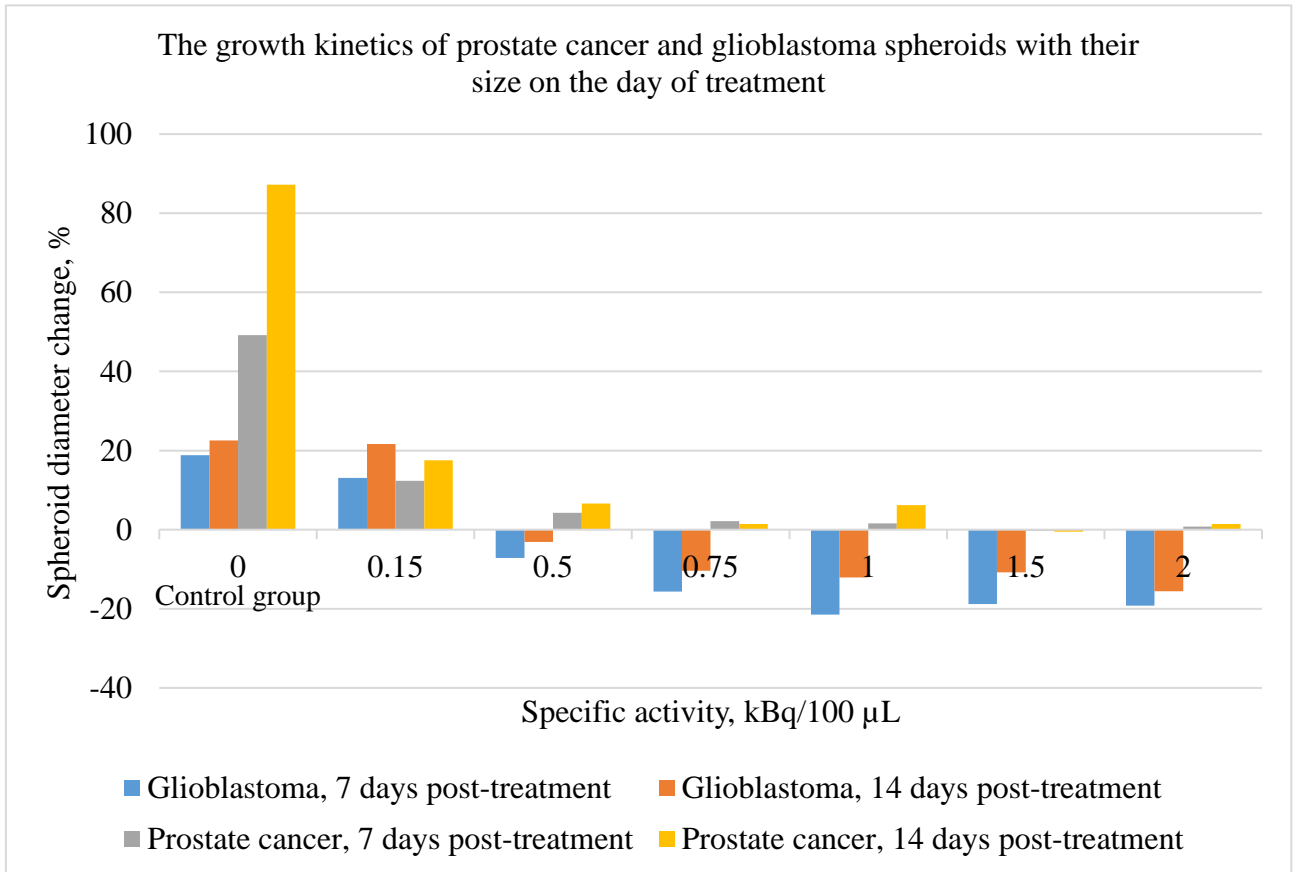 The growth kinetics of prostate cancer and glioblastoma spheroids with their
size on the day of treatment
Spheroid diameter change, %
100
80
60
40
20
0
-20
-40
0 0.15 0.5 0.75 1 1.5 2
Control group
Specific activity, kBq/100 µL
Glioblastoma, 7 days post-treatment Glioblastoma, 14 days post-treatment
Prostate cancer, 7 days post-treatment Prostate cancer, 14 days post-treatment